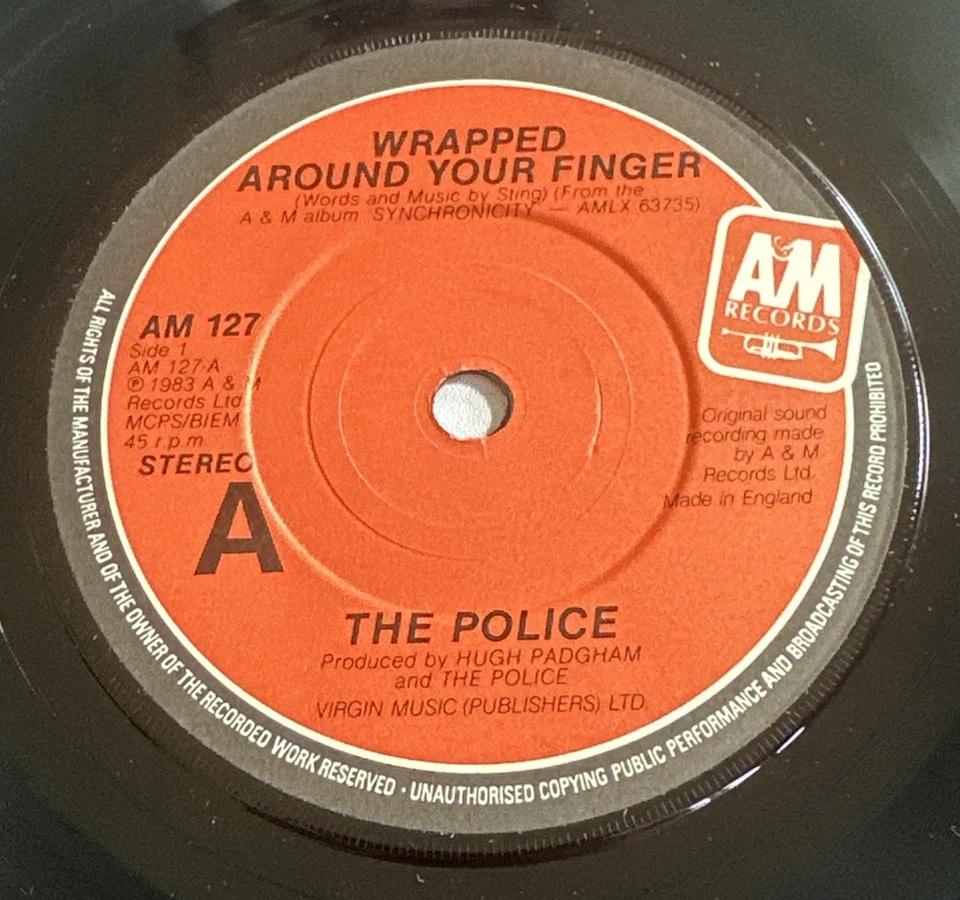 WRAPPED
AROUND YOUR FINGER
(Words and Music by Sting) (From the
A & M album SYNCHRONICITY — AMLX 63735)
A&M
RECORDS
AM 127
Side 1
AM 127-A
℗ 1983 A & M
Records Ltd
MCPS/BIEM
45 r.p.m.
STEREO
A
Original sound
recording made
by A & M
Records Ltd.
Made in England
THE POLICE
Produced by HUGH PADGHAM
and THE POLICE
VIRGIN MUSIC (PUBLISHERS) LTD.
ALL RIGHTS OF THE MANUFACTURER AND OF THE OWNER OF THE RECORDED WORK RESERVED · UNAUTHORISED COPYING PUBLIC PERFORMANCE AND BROADCASTING OF THIS RECORD PROHIBITED